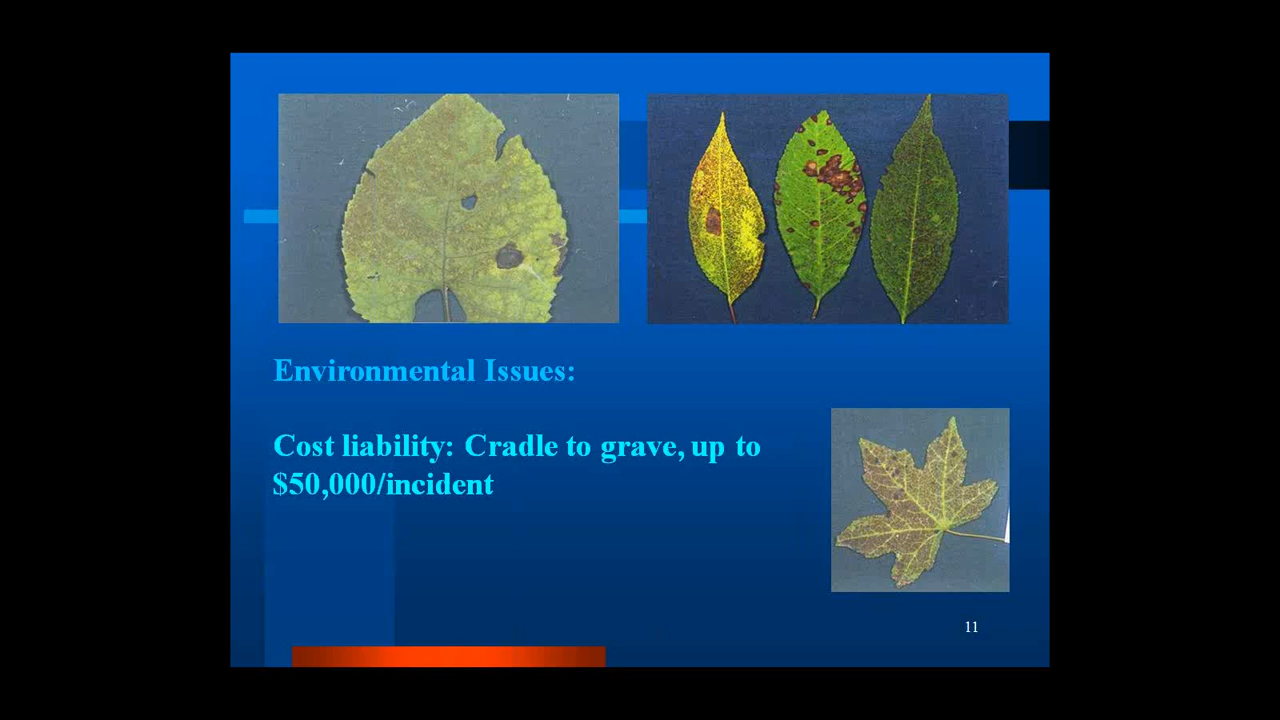 Environmental Issues:
Cost liability: Cradle to grave, up to
$50,000/incident
11